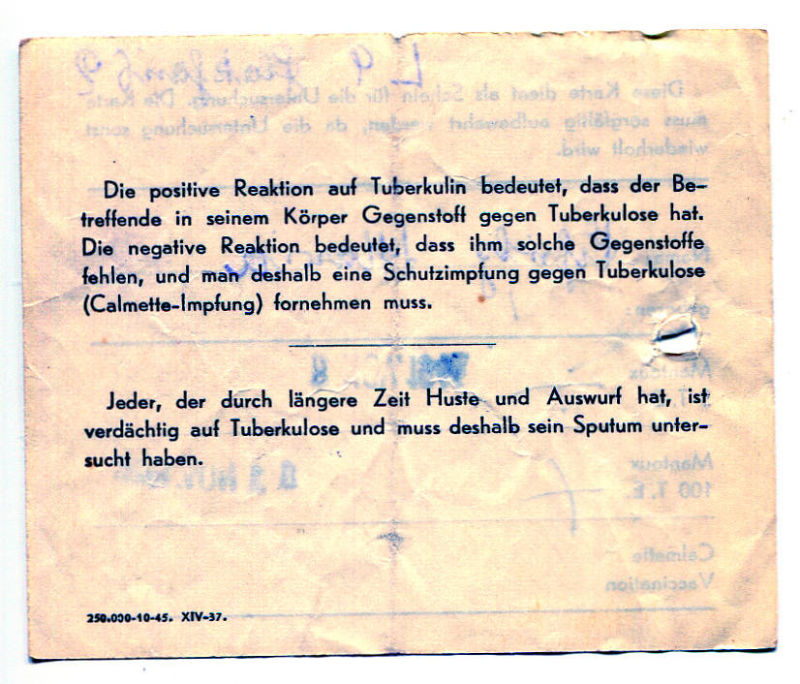 Die positive Reaktion auf Tuberkulin bedeutet, dass der Be-
treffende in seinem Körper Gegenstoff gegen Tuberkulose hat.
Die negative Reaktion bedeutet, dass ihm solche Gegenstoffe
fehlen, und man deshalb eine Schutzimpfung gegen Tuberkulose
(Calmette-Impfung) fornehmen muss.
Jeder, der durch längere Zeit Huste und Auswurf hat, ist
verdächtig auf Tuberkulose und muss deshalb sein Sputum unter-
sucht haben.
250.000-10-45. XIV-37.